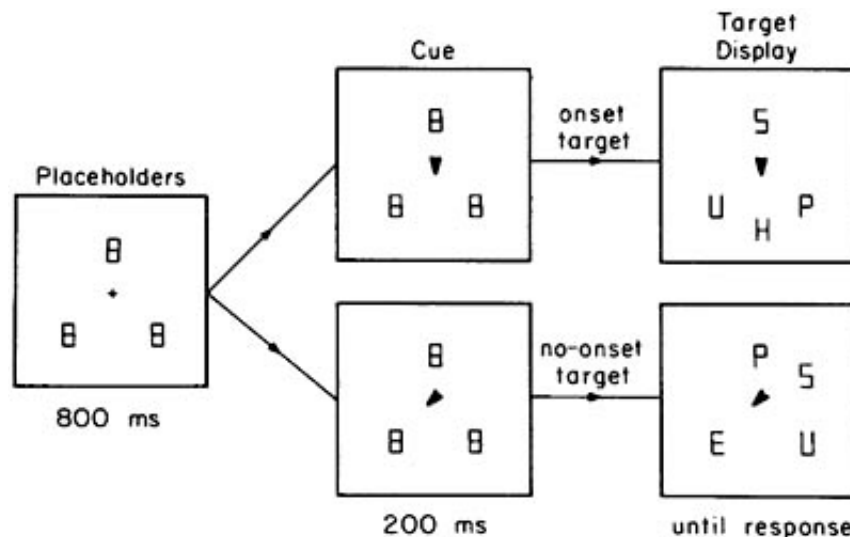 Placeholders
8
8 8
800 ms
Cue
8
8 8
8
8 8
200 ms
onset
target
no-onset
target
Target
Display
S
U P
H
P
S
E U
until response